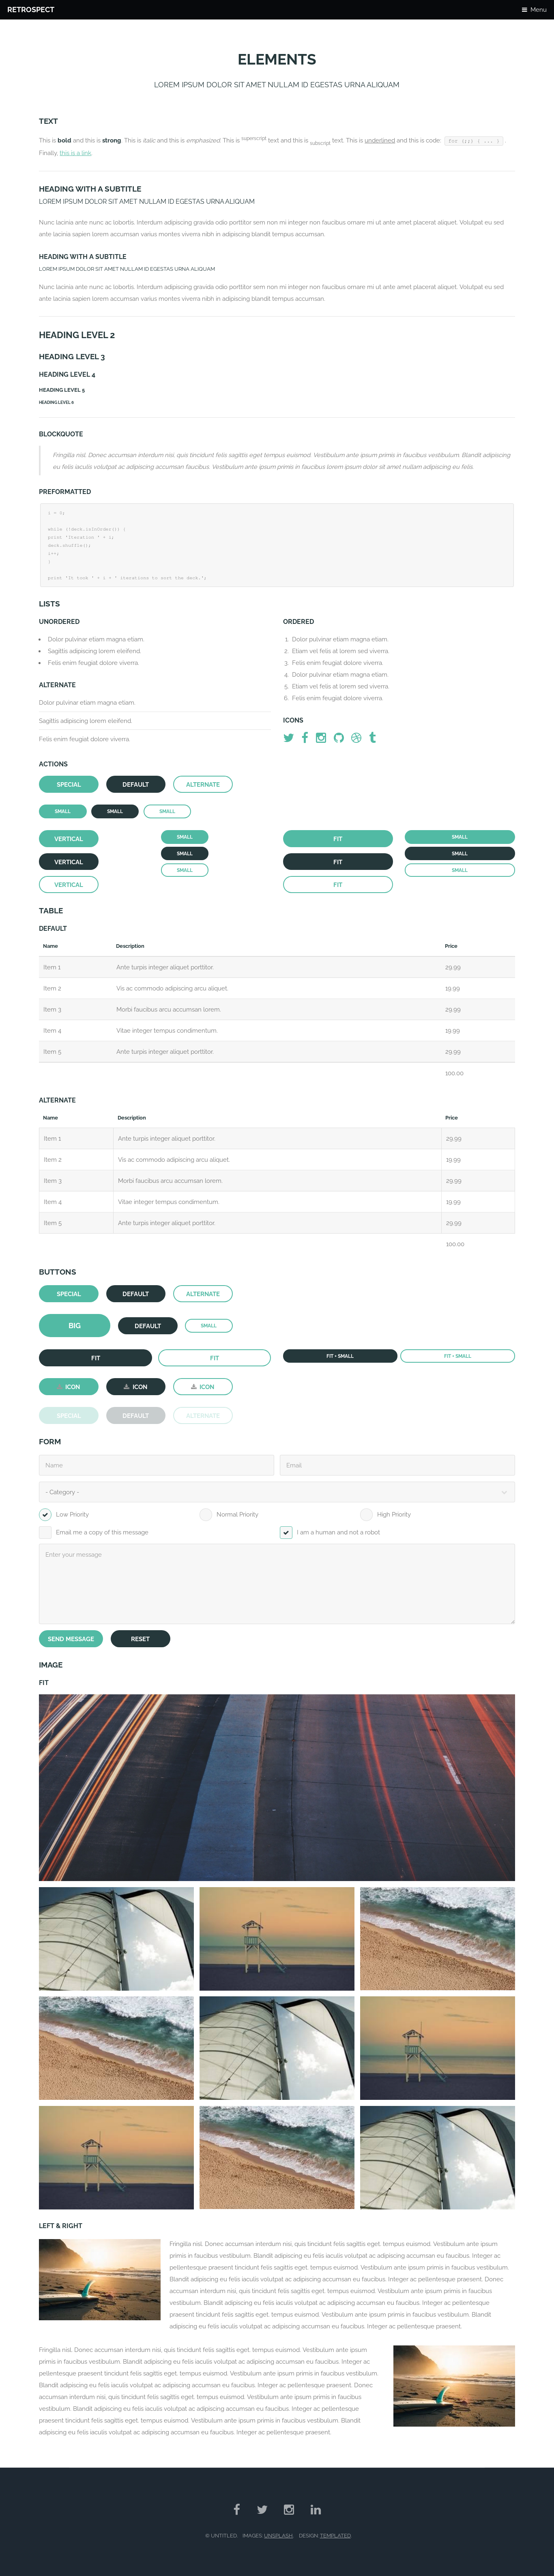 RETROSPECT
Menu
ELEMENTS
LOREM IPSUM DOLOR SIT AMET NULLAM ID EGESTAS URNA ALIQUAM
TEXT
This is bold and this is strong. This is italic and this is emphasized. This is superscript text and this is subscript text. This is underlined and this is code: for (;;) { ... }
Finally, this is a link.
HEADING WITH A SUBTITLE
LOREM IPSUM DOLOR SIT AMET NULLAM ID EGESTAS URNA ALIQUAM
Nunc lacinia ante nunc ac lobortis. Interdum adipiscing gravida odio porttitor sem non mi integer non faucibus ornare mi ut ante amet placerat aliquet. Volutpat eu sed
ante lacinia sapien lorem accumsan varius montes viverra nibh in adipiscing blandit tempus accumsan.
HEADING WITH A SUBTITLE
LOREM IPSUM DOLOR SIT AMET NULLAM ID EGESTAS URNA ALIQUAM
Nunc lacinia ante nunc ac lobortis. Interdum adipiscing gravida odio porttitor sem non mi integer non faucibus ornare mi ut ante amet placerat aliquet. Volutpat eu sed
ante lacinia sapien lorem accumsan varius montes viverra nibh in adipiscing blandit tempus accumsan.
HEADING LEVEL 2
HEADING LEVEL 3
HEADING LEVEL 4
HEADING LEVEL 5
HEADING LEVEL 6
BLOCKQUOTE
Fringilla nisl. Donec accumsan interdum nisi, quis tincidunt felis sagittis eget tempus euismod. Vestibulum ante ipsum primis in faucibus vestibulum. Blandit adipiscing
eu felis iaculis volutpat ac adipiscing accumsan faucibus. Vestibulum ante ipsum primis in faucibus lorem ipsum dolor sit amet nullam adipiscing eu felis.
PREFORMATTED
i = 0;
while (!deck.isInOrder()) {
print "Iteration " + i;
deck.shuffle();
i++;
}
print "It took " + i + " iterations to sort the deck.";
LISTS
UNORDERED
Dolor pulvinar etiam magna etiam.
Sagittis adipiscing lorem eleifend.
Felis enim feugiat dolore viverra.
ALTERNATE
Dolor pulvinar etiam magna etiam.
Sagittis adipiscing lorem eleifend.
Felis enim feugiat dolore viverra.
ORDERED
1. Dolor pulvinar etiam magna etiam.
2. Etiam vel felis at lorem sed viverra.
3. Felis enim feugiat dolore viverra.
4. Dolor pulvinar etiam magna etiam.
5. Etiam vel felis at lorem sed viverra.
6. Felis enim feugiat dolore viverra.
ICONS
ACTIONS
SPECIAL DEFAULT ALTERNATE
SMALL SMALL SMALL
VERTICAL SMALL FIT SMALL
VERTICAL SMALL FIT SMALL
VERTICAL SMALL FIT SMALL
TABLE
DEFAULT
Name Description Price
Item 1 Ante turpis integer aliquet porttitor. 29.99
Item 2 Vis ac commodo adipiscing arcu aliquet. 19.99
Item 3 Morbi faucibus arcu accumsan lorem. 29.99
Item 4 Vitae integer tempus condimentum. 19.99
Item 5 Ante turpis integer aliquet porttitor. 29.99
100.00
ALTERNATE
Name Description Price
Item 1 Ante turpis integer aliquet porttitor. 29.99
Item 2 Vis ac commodo adipiscing arcu aliquet. 19.99
Item 3 Morbi faucibus arcu accumsan lorem. 29.99
Item 4 Vitae integer tempus condimentum. 19.99
Item 5 Ante turpis integer aliquet porttitor. 29.99
100.00
BUTTONS
SPECIAL DEFAULT ALTERNATE
BIG DEFAULT SMALL
FIT FIT FIT + SMALL FIT + SMALL
ICON ICON ICON
SPECIAL DEFAULT ALTERNATE
FORM
Name Email
- Category -
Low Priority Normal Priority High Priority
Email me a copy of this message I am a human and not a robot
Enter your message
SEND MESSAGE RESET
IMAGE
FIT
LEFT & RIGHT
Fringilla nisl. Donec accumsan interdum nisi, quis tincidunt felis sagittis eget. tempus euismod. Vestibulum ante ipsum
primis in faucibus vestibulum. Blandit adipiscing eu felis iaculis volutpat ac adipiscing accumsan eu faucibus. Integer ac
pellentesque praesent tincidunt felis sagittis eget. tempus euismod. Vestibulum ante ipsum primis in faucibus vestibulum.
Blandit adipiscing eu felis iaculis volutpat ac adipiscing accumsan eu faucibus. Integer ac pellentesque praesent. Donec
accumsan interdum nisi, quis tincidunt felis sagittis eget. tempus euismod. Vestibulum ante ipsum primis in faucibus
vestibulum. Blandit adipiscing eu felis iaculis volutpat ac adipiscing accumsan eu faucibus. Integer ac pellentesque
praesent tincidunt felis sagittis eget. tempus euismod. Vestibulum ante ipsum primis in faucibus vestibulum. Blandit
adipiscing eu felis iaculis volutpat ac adipiscing accumsan eu faucibus. Integer ac pellentesque praesent.
Fringilla nisl. Donec accumsan interdum nisi, quis tincidunt felis sagittis eget. tempus euismod. Vestibulum ante ipsum
primis in faucibus vestibulum. Blandit adipiscing eu felis iaculis volutpat ac adipiscing accumsan eu faucibus. Integer ac
pellentesque praesent tincidunt felis sagittis eget. tempus euismod. Vestibulum ante ipsum primis in faucibus vestibulum.
Blandit adipiscing eu felis iaculis volutpat ac adipiscing accumsan eu faucibus. Integer ac pellentesque praesent. Donec
accumsan interdum nisi, quis tincidunt felis sagittis eget. tempus euismod. Vestibulum ante ipsum primis in faucibus
vestibulum. Blandit adipiscing eu felis iaculis volutpat ac adipiscing accumsan eu faucibus. Integer ac pellentesque
praesent tincidunt felis sagittis eget. tempus euismod. Vestibulum ante ipsum primis in faucibus vestibulum. Blandit
adipiscing eu felis iaculis volutpat ac adipiscing accumsan eu faucibus. Integer ac pellentesque praesent.
© UNTITLED. IMAGES: UNSPLASH. DESIGN: TEMPLATED.